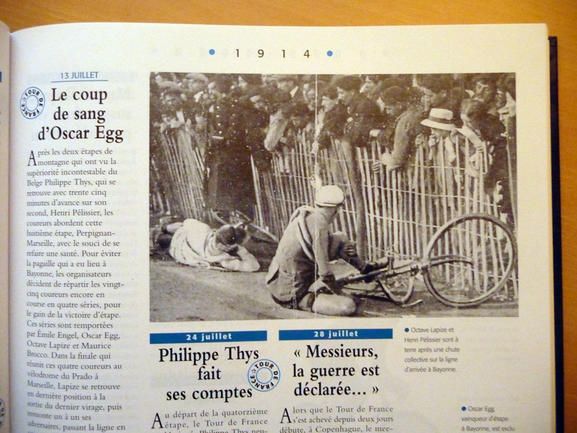 1914
13 JUILLET
TOUR DE FRANCE
Le coup
de sang
d'Oscar Egg
Après les deux étapes de
montagne qui ont vu la
supériorité incontestable du
Belge Philippe Thys, qui se
retrouve avec trente cinq
minutes d'avance sur son
second, Henri Pélissier, les
coureurs abordent cette
huitième étape, Perpignan-
Marseille, avec le souci de se
refaire une santé. Pour éviter
la pagaille qui a eu lieu à
Bayonne, les organisateurs
décident de répartir les vingt-
cinq coureurs encore en
course en quatre séries, pour
le gain de la victoire d'étape.
Ces séries sont remportées
par Émile Engel, Oscar Egg,
Octave Lapize et Maurice
Brocco. Dans la finale qui
réunit ces quatre coureurs au
vélodrome du Prado à
Marseille, Lapize se retrouve
en dernière position à la
sortie du dernier virage, puis
remonte un à un ses
adversaires, passant la ligne en
24 juillet
Philippe Thys
fait
ses comptes
TOUR DE FRANCE
Au départ de la quatorzième
étape, le Tour de France
28 juillet
« Messieurs,
la guerre est
déclarée... »
Alors que le Tour de France
s'est achevé depuis deux jours
débute, à Copenhague, le mee-
Octave Lapize et
Henri Pélissier sont à
terre après une chute
collective sur la ligne
d'arrivée à Bayonne.
Oscar Egg,
vainqueur d'étape
à Bayonne, est exclu